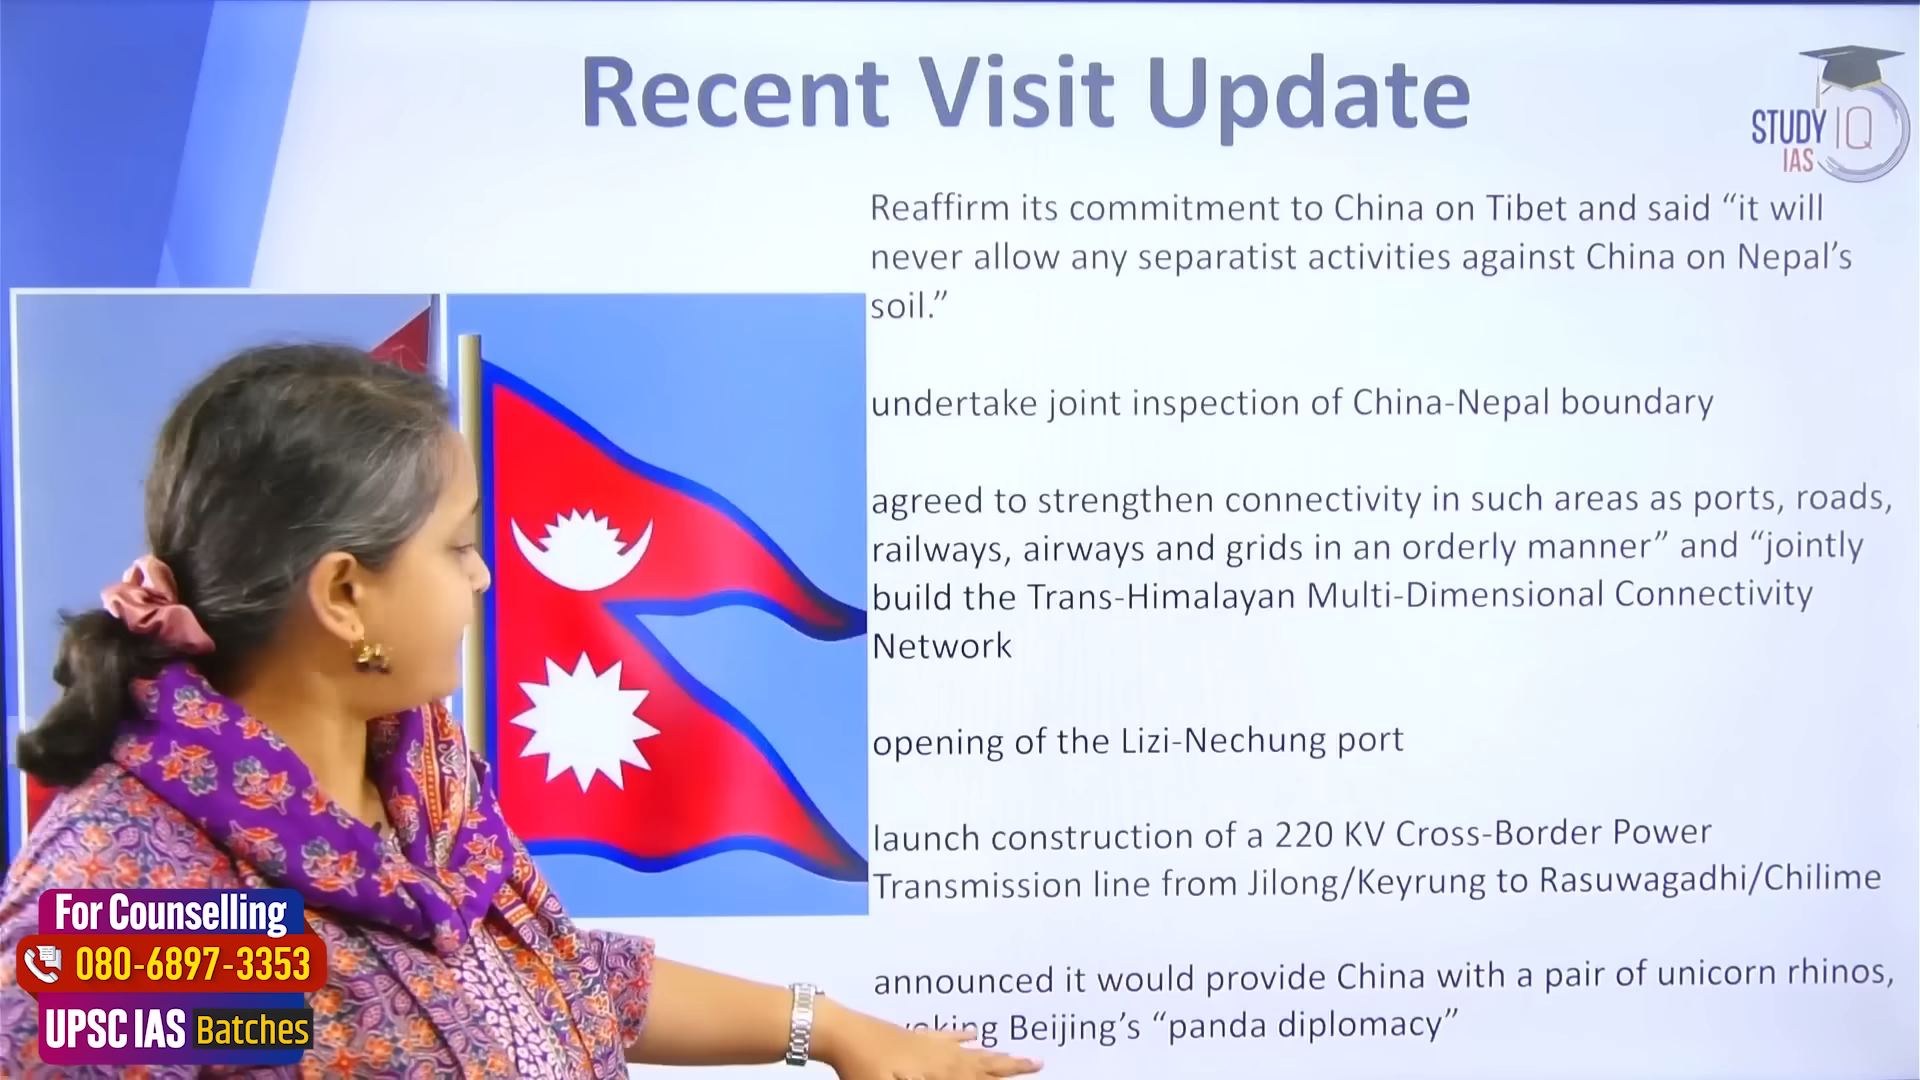 Recent Visit Update
STUDY IQ
IAS
Reaffirm its commitment to China on Tibet and said “it will
never allow any separatist activities against China on Nepal’s
soil.”
undertake joint inspection of China-Nepal boundary
agreed to strengthen connectivity in such areas as ports, roads,
railways, airways and grids in an orderly manner” and “jointly
build the Trans-Himalayan Multi-Dimensional Connectivity
Network
opening of the Lizi-Nechung port
launch construction of a 220 KV Cross-Border Power
Transmission line from Jilong/Keyrung to Rasuwagadhi/Chilime
announced it would provide China with a pair of unicorn rhinos,
Beijing’s “panda diplomacy”
For Counselling
080-6897-3353
UPSC IAS Batches